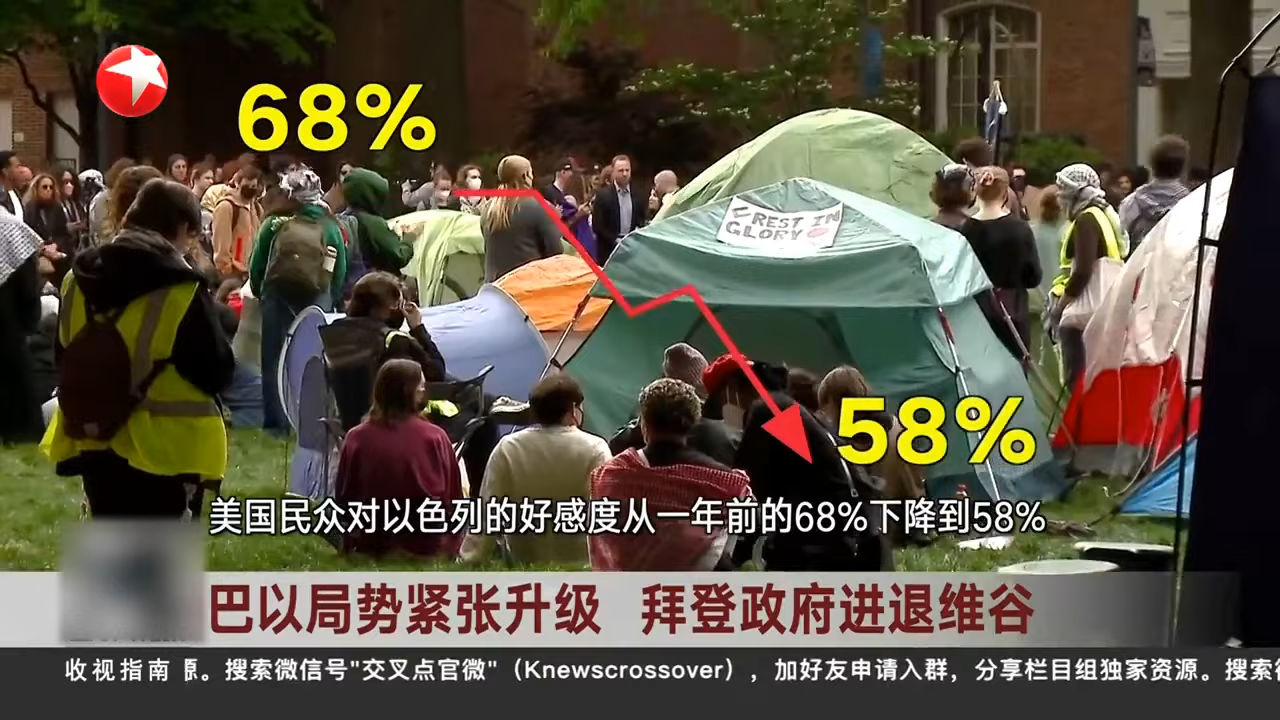 68%
REST IN
GLORY
58%
美国民众对以色列的好感度从一年前的68%下降到58%
巴以局势紧张升级 拜登政府进退维谷
收视指南 。搜索微信号"交叉点官微"（Knewscrossover），加好友申请入群，分享栏目组独家资源。搜索